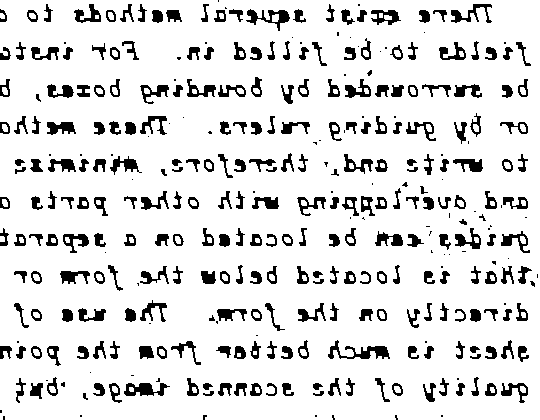 There exist several methods to d
fields to be filled in. For insta
be surrounded by bounding boxes, b
or by guiding rulers. These metho
to write and, therefore, minimize
and overlapping with other parts o
guides can be located on a separat
that is located below the form or
directly on the form. The use of
sheet is much better from the poin
quality of the scanned image, but